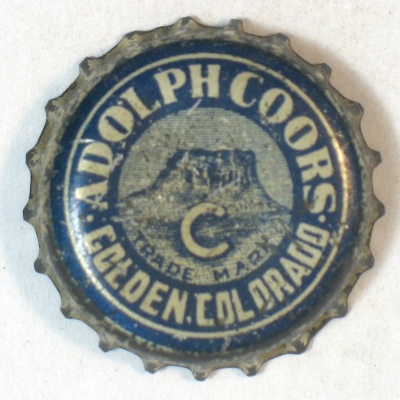 ADOLPH COORS
C
TRADE MARK
GOLDEN, COLORADO